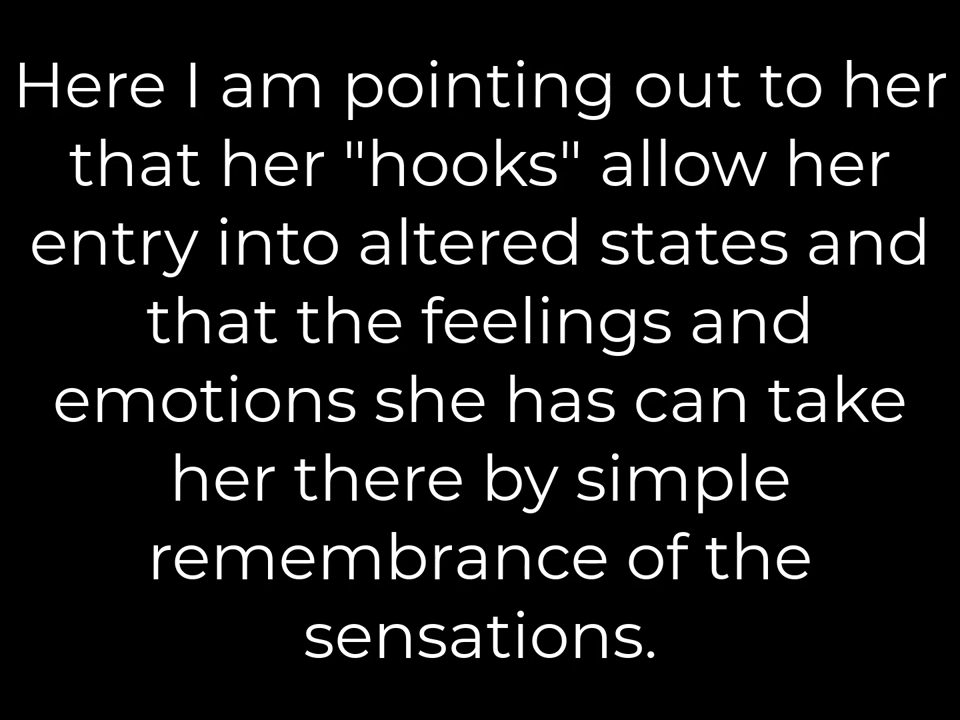 Here I am pointing out to her
that her "hooks" allow her
entry into altered states and
that the feelings and
emotions she has can take
her there by simple
remembrance of the
sensations.